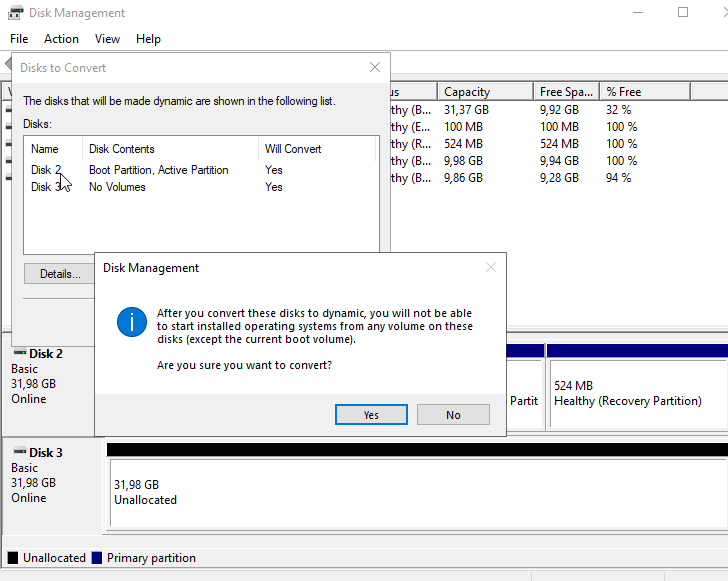 Disk Management
File Action View Help
Disks to Convert
The disks that will be made dynamic are shown in the following list.
Disks:
Name Disk Contents Will Convert
Disk 2 Boot Partition, Active Partition Yes
Disk 3 No Volumes Yes
Details...
us Capacity Free Spa... % Free
lthy (B... 31,37 GB 9,92 GB 32 %
lthy (E... 100 MB 100 MB 100 %
lthy (R... 524 MB 524 MB 100 %
lthy (B... 9,98 GB 9,94 GB 100 %
lthy (B... 9,86 GB 9,28 GB 94 %
Disk Management
After you convert these disks to dynamic, you will not be able
to start installed operating systems from any volume on these
disks (except the current boot volume).
Are you sure you want to convert?
Yes No
Disk 2
Basic
31,98 GB
Online
Partit
524 MB
Healthy (Recovery Partition)
Disk 3
Basic
31,98 GB
Online
31,98 GB
Unallocated
Unallocated Primary partition